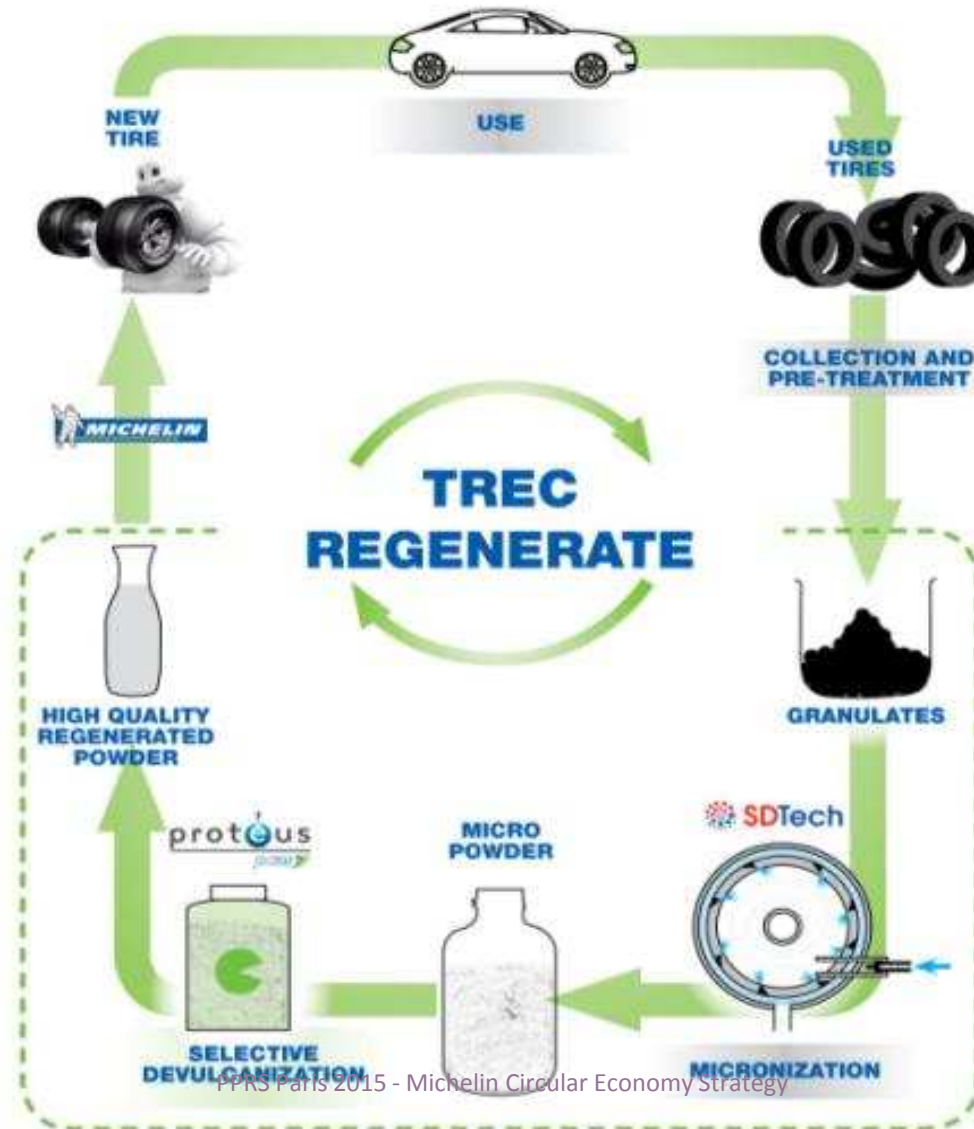 NEW
TIRE
USE
USED
TIRES
COLLECTION AND
PRE-TREATMENT
MICHELIN
TREC
REGENERATE
HIGH QUALITY
REGENERATED
POWDER
GRANULATES
proteus
MICRO
POWDER
SDTech
SELECTIVE
DEVULCANIZATION
MICRONIZATION
PPRS Paris 2015 - Michelin Circular Economy Strategy